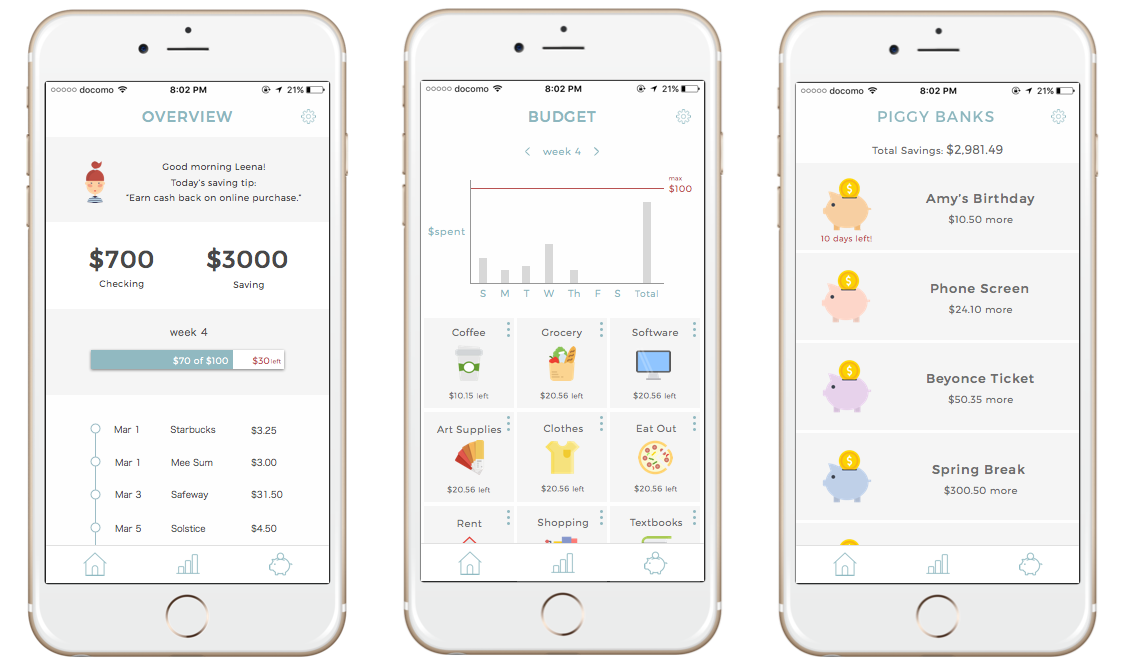 docomo 8:02 PM 21%
OVERVIEW
Good morning Leena!
Today's saving tip:
"Earn cash back on online purchase."
$700 $3000
Checking Saving
week 4
$70 of $100 $30 left
Mar 1 Starbucks $3.25
Mar 1 Mee Sum $3.00
Mar 3 Safeway $31.50
Mar 5 Solstice $4.50
docomo 8:02 PM 21%
BUDGET
< week 4 >
max
$100
$spent
S M T W Th F S Total
Coffee Grocery Software
$10.15 left $20.56 left $20.56 left
Art Supplies Clothes Eat Out
$20.56 left $20.56 left $20.56 left
Rent Shopping Textbooks
docomo 8:02 PM 21%
PIGGY BANKS
Total Savings: $2,981.49
$
Amy's Birthday
$10.50 more
10 days left!
$
Phone Screen
$24.10 more
$
Beyonce Ticket
$50.35 more
$
Spring Break
$300.50 more